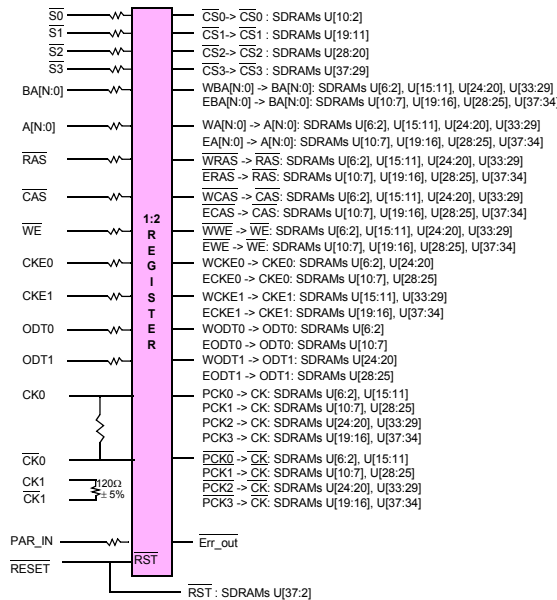 S0
S1
S2
S3
BA[N:0]
A[N:0]
RAS
CAS
WE
CKE0
CKE1
ODT0
ODT1
CK0
CK0
CK1
CK1
120Ω
± 5%
PAR_IN
RESET
1:2
R
E
G
I
S
T
E
R
RST
CS0-> CS0 : SDRAMs U[10:2]
CS1-> CS1 : SDRAMs U[19:11]
CS2-> CS2 : SDRAMs U[28:20]
CS3-> CS3 : SDRAMs U[37:29]
WBA[N:0] -> BA[N:0]: SDRAMs U[6:2], U[15:11], U[24:20], U[33:29]
EBA[N:0] -> BA[N:0]: SDRAMs U[10:7], U[19:16], U[28:25], U[37:34]
WA[N:0] -> A[N:0]: SDRAMs U[6:2], U[15:11], U[24:20], U[33:29]
EA[N:0] -> A[N:0]: SDRAMs U[10:7], U[19:16], U[28:25], U[37:34]
WRAS -> RAS: SDRAMs U[6:2], U[15:11], U[24:20], U[33:29]
ERAS -> RAS: SDRAMs U[10:7], U[19:16], U[28:25], U[37:34]
WCAS -> CAS: SDRAMs U[6:2], U[15:11], U[24:20], U[33:29]
ECAS -> CAS: SDRAMs U[10:7], U[19:16], U[28:25], U[37:34]
WWE -> WE: SDRAMs U[6:2], U[15:11], U[24:20], U[33:29]
EWE -> WE: SDRAMs U[10:7], U[19:16], U[28:25], U[37:34]
WCKE0 -> CKE0: SDRAMs U[6:2], U[24:20]
ECKE0 -> CKE0: SDRAMs U[10:7], U[28:25]
WCKE1 -> CKE1: SDRAMs U[15:11], U[33:29]
ECKE1 -> CKE1: SDRAMs U[19:16], U[37:34]
WODT0 -> ODT0: SDRAMs U[6:2]
EODT0 -> ODT0: SDRAMs U[10:7]
WODT1 -> ODT1: SDRAMs U[24:20]
EODT1 -> ODT1: SDRAMs U[28:25]
PCK0 -> CK: SDRAMs U[6:2], U[15:11]
PCK1 -> CK: SDRAMs U[10:7], U[28:25]
PCK2 -> CK: SDRAMs U[24:20], U[33:29]
PCK3 -> CK: SDRAMs U[19:16], U[37:34]
PCK0 -> CK: SDRAMs U[6:2], U[15:11]
PCK1 -> CK: SDRAMs U[10:7], U[28:25]
PCK2 -> CK: SDRAMs U[24:20], U[33:29]
PCK3 -> CK: SDRAMs U[19:16], U[37:34]
Err_out
RST : SDRAMs U[37:2]